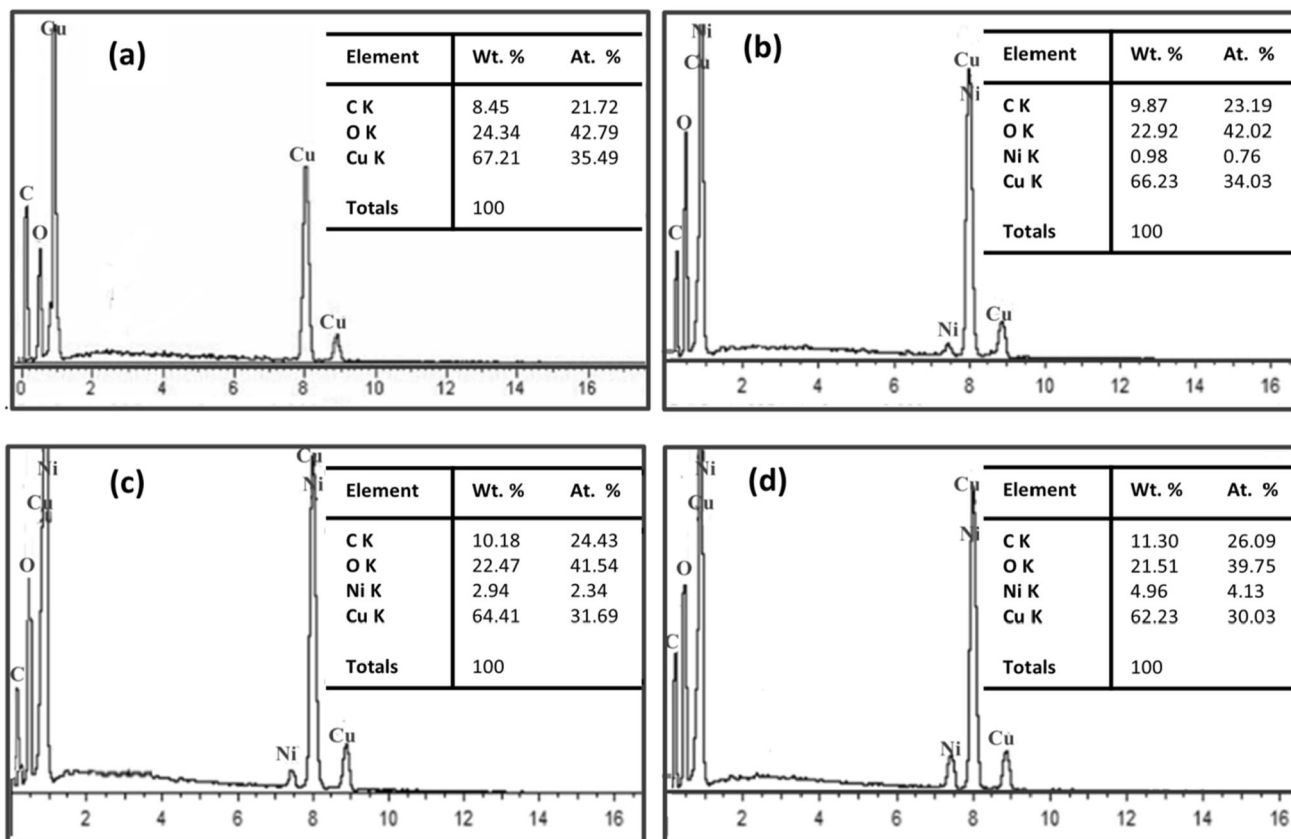 (a)
Cu
C
O
Cu
Cu
Element Wt. % At. %
C K 8.45 21.72
O K 24.34 42.79
Cu K 67.21 35.49
Totals 100
0 2 4 6 8 10 12 14 16
(b)
Ni
Cu
O
C
Cu
Ni
Ni
Cu
Element Wt. % At. %
C K 9.87 23.19
O K 22.92 42.02
Ni K 0.98 0.76
Cu K 66.23 34.03
Totals 100
2 4 6 8 10 12 14 16
(c)
Ni
Cu
O
C
Cu
Ni
Ni
Cu
Element Wt. % At. %
C K 10.18 24.43
O K 22.47 41.54
Ni K 2.94 2.34
Cu K 64.41 31.69
Totals 100
2 4 6 8 10 12 14 16
(d)
Ni
Cu
O
C
Cu
Ni
Ni
Cu
Element Wt. % At. %
C K 11.30 26.09
O K 21.51 39.75
Ni K 4.96 4.13
Cu K 62.23 30.03
Totals 100
2 4 6 8 10 12 14 16